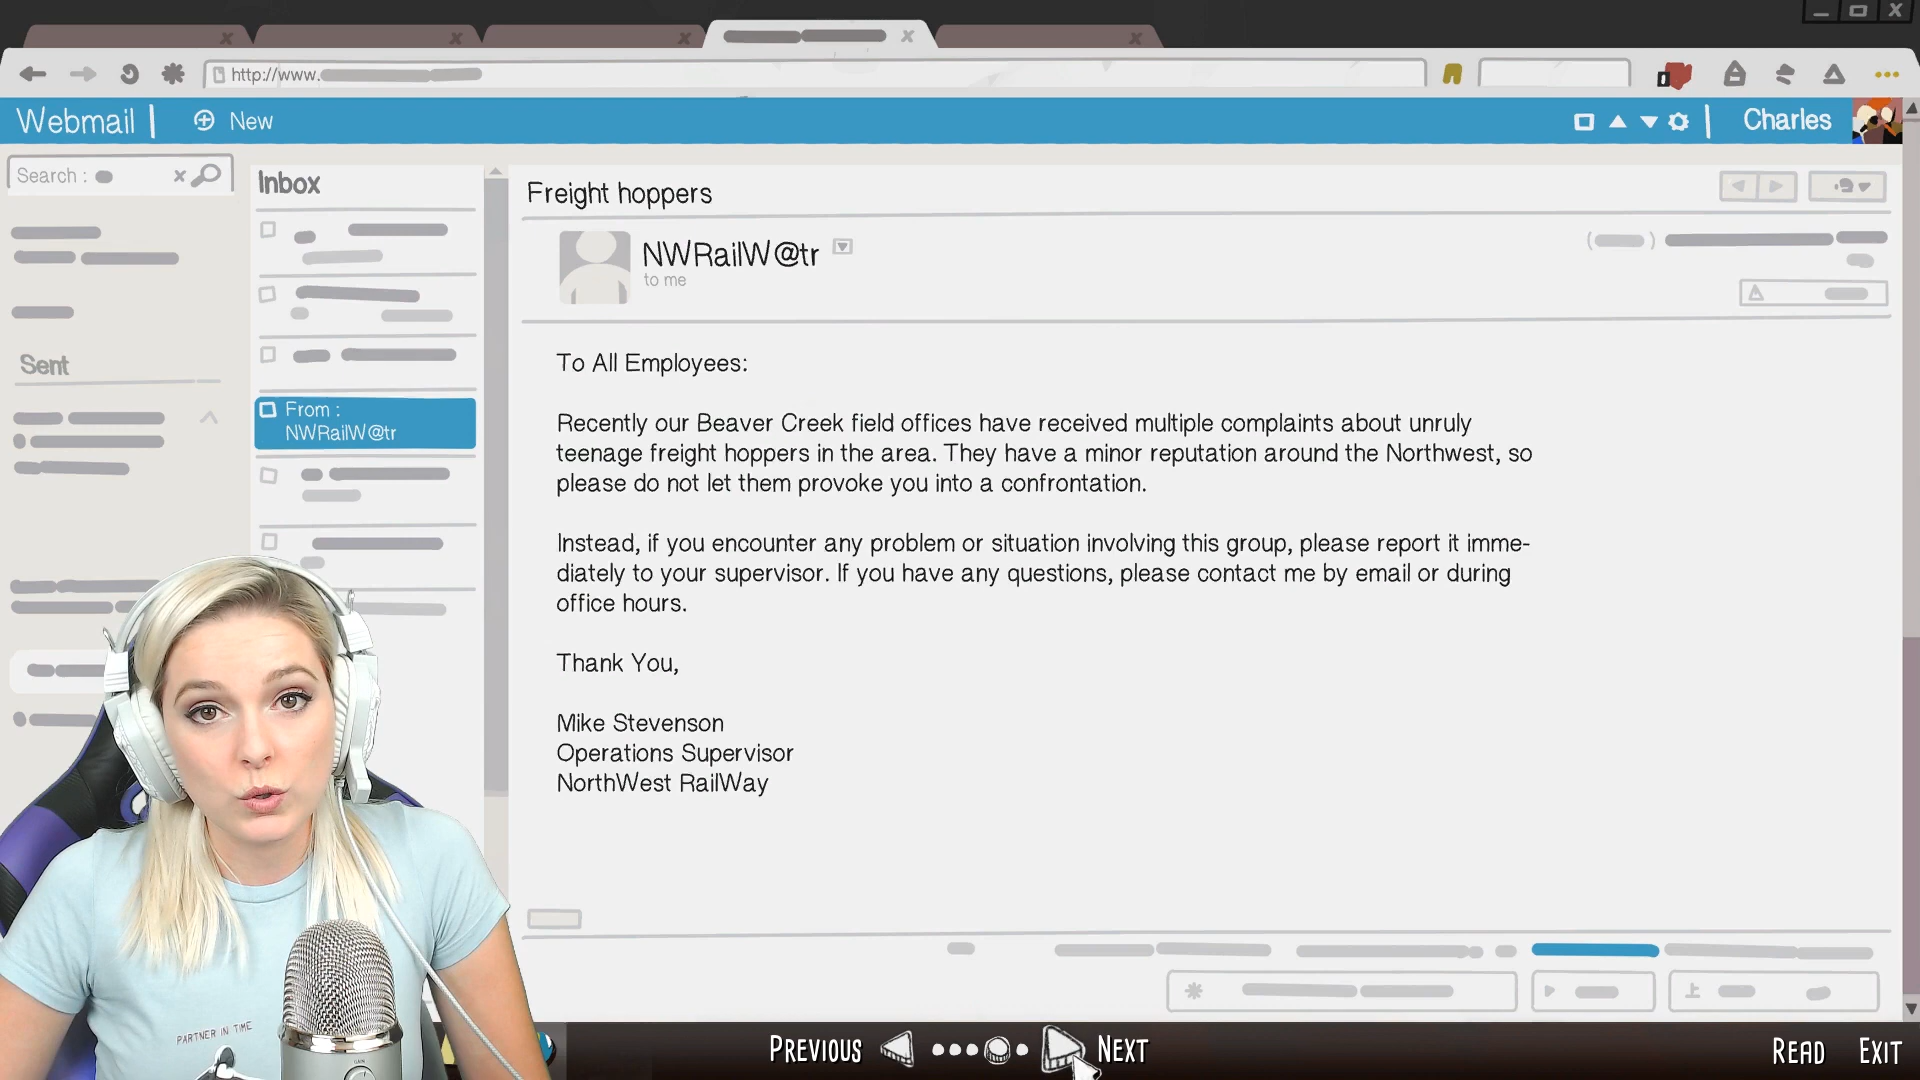 http://www.
Webmail
New
Charles
Search :
Inbox
Freight hoppers
NWRailW@tr
to me
Sent
From :
NWRailW@tr
To All Employees:
Recently our Beaver Creek field offices have received multiple complaints about unruly
teenage freight hoppers in the area. They have a minor reputation around the Northwest, so
please do not let them provoke you into a confrontation.
Instead, if you encounter any problem or situation involving this group, please report it imme-
diately to your supervisor. If you have any questions, please contact me by email or during
office hours.
Thank You,
Mike Stevenson
Operations Supervisor
NorthWest RailWay
PARTNER IN TIME
GAIN
PREVIOUS
NEXT
READ
EXIT